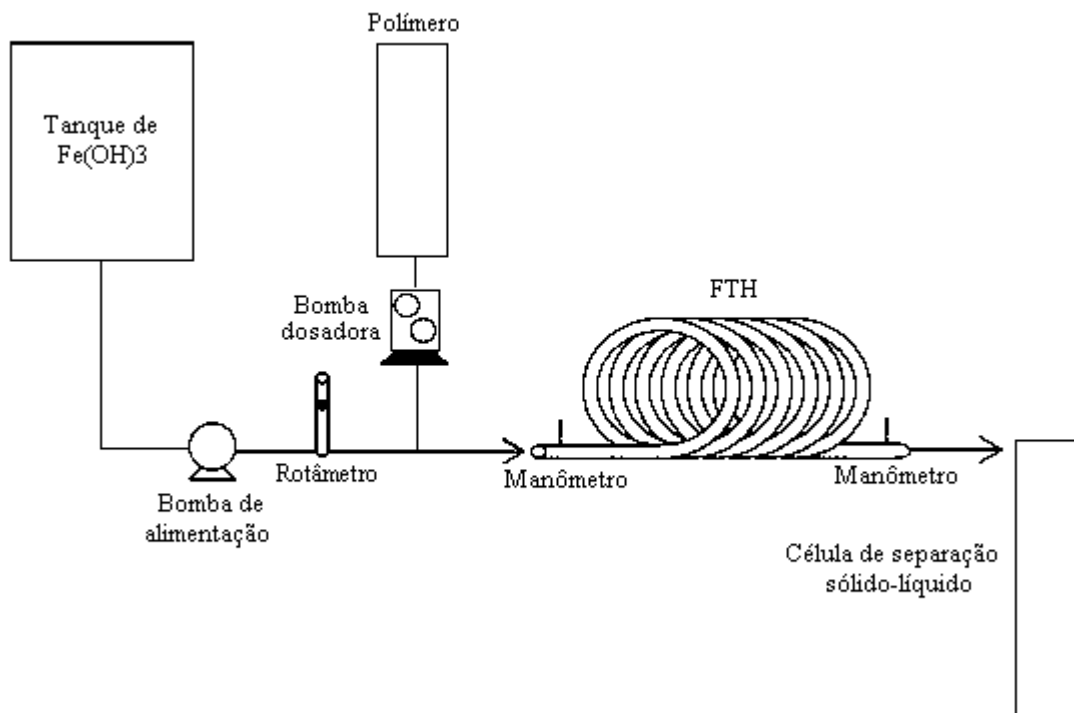 Polímero
Tanque de
Fe(OH)3
Bomba
dosadora
FTH
Rotâmetro
Manômetro
Manômetro
Bomba de
alimentação
Célula de separação
sólido-líquido